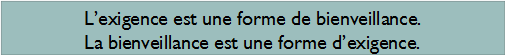 L’exigence est une forme de bienveillance.
La bienveillance est une forme d’exigence.